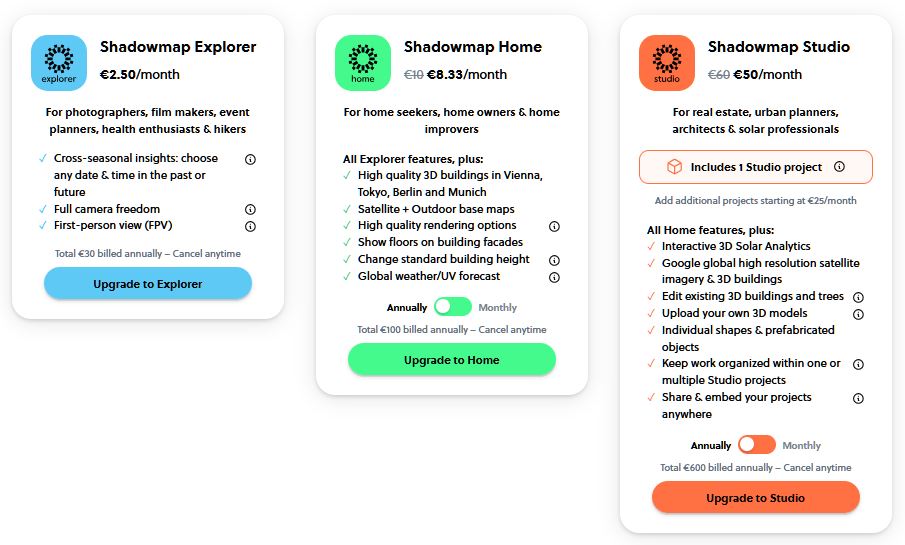 Shadowmap Explorer
€2.50/month
explorer
For photographers, film makers, event
planners, health enthusiasts & hikers
✓ Cross-seasonal insights: choose
any date & time in the past or
future
✓ Full camera freedom
✓ First-person view (FPV)
Total €30 billed annually – Cancel anytime
Upgrade to Explorer
Shadowmap Home
€10 €8.33/month
home
For home seekers, home owners & home
improvers
All Explorer features, plus:
✓ High quality 3D buildings in Vienna,
Tokyo, Berlin and Munich
✓ Satellite + Outdoor base maps
✓ High quality rendering options
✓ Show floors on building facades
✓ Change standard building height
✓ Global weather/UV forecast
Annually Monthly
Total €100 billed annually – Cancel anytime
Upgrade to Home
Shadowmap Studio
€60 €50/month
studio
For real estate, urban planners,
architects & solar professionals
Includes 1 Studio project
Add additional projects starting at €25/month
All Home features, plus:
✓ Interactive 3D Solar Analytics
✓ Google global high resolution satellite
imagery & 3D buildings
✓ Edit existing 3D buildings and trees
✓ Upload your own 3D models
✓ Individual shapes & prefabricated
objects
✓ Keep work organized within one or
multiple Studio projects
✓ Share & embed your projects
anywhere
Annually Monthly
Total €600 billed annually – Cancel anytime
Upgrade to Studio